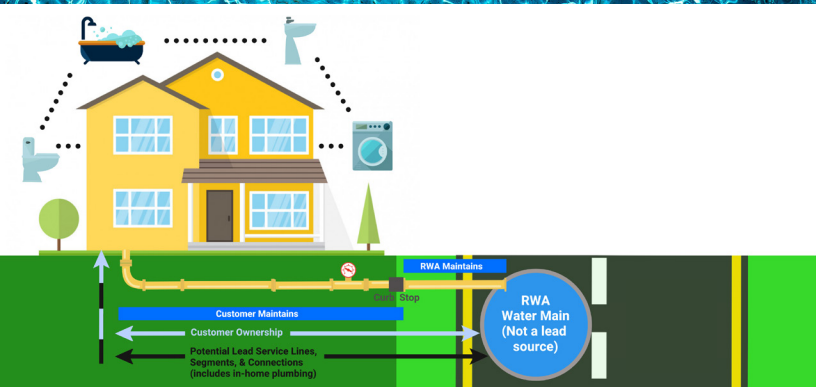 RWA Maintains
Curb Stop
Customer Maintains
Customer Ownership
Potential Lead Service Lines,
Segments, & Connections
(includes in-home plumbing)
RWA
Water Main
(Not a lead
source)